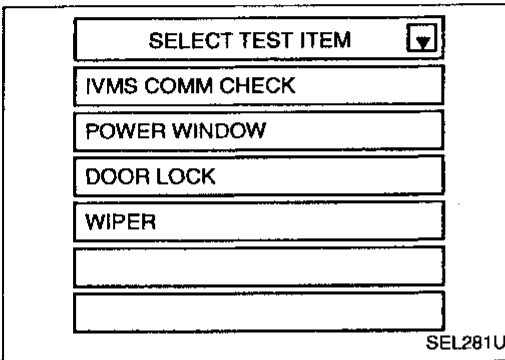 SELECT TEST ITEM
IVMS COMM CHECK
POWER WINDOW
DOOR LOCK
WIPER
SEL281U